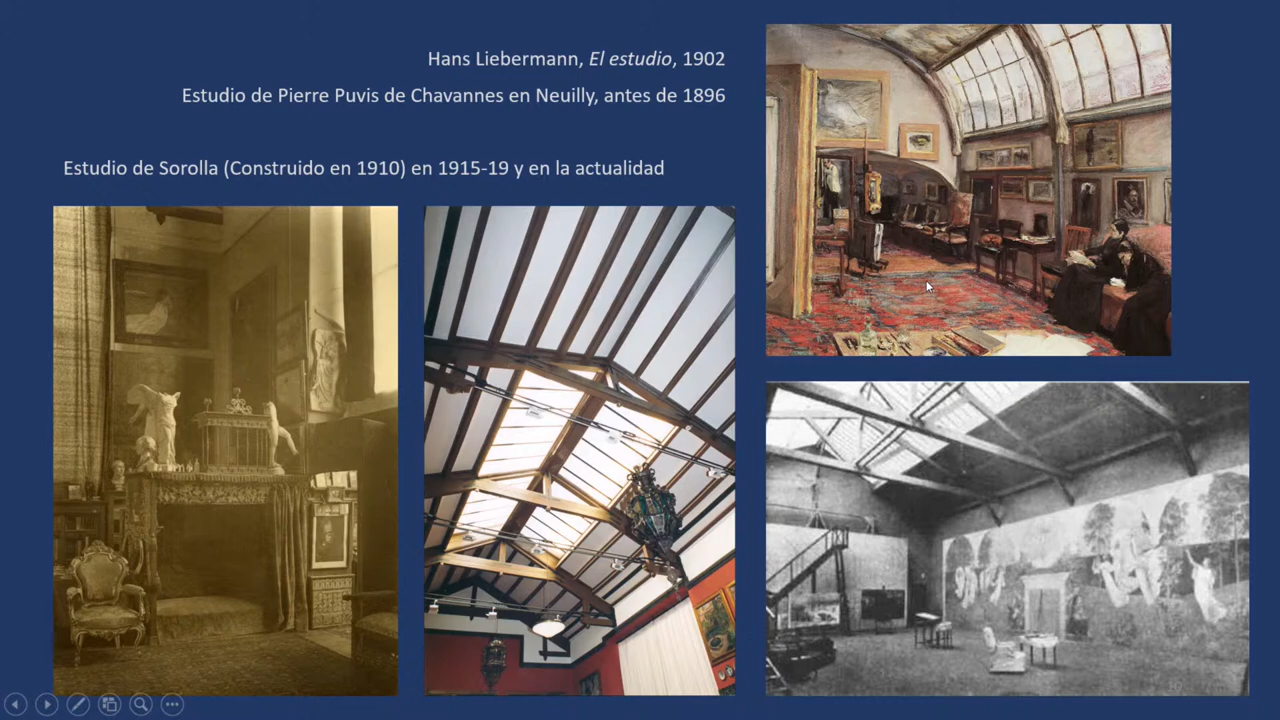 Hans Liebermann, El estudio, 1902
Estudio de Pierre Puvis de Chavannes en Neuilly, antes de 1896
Estudio de Sorolla (Construido en 1910) en 1915-19 y en la actualidad